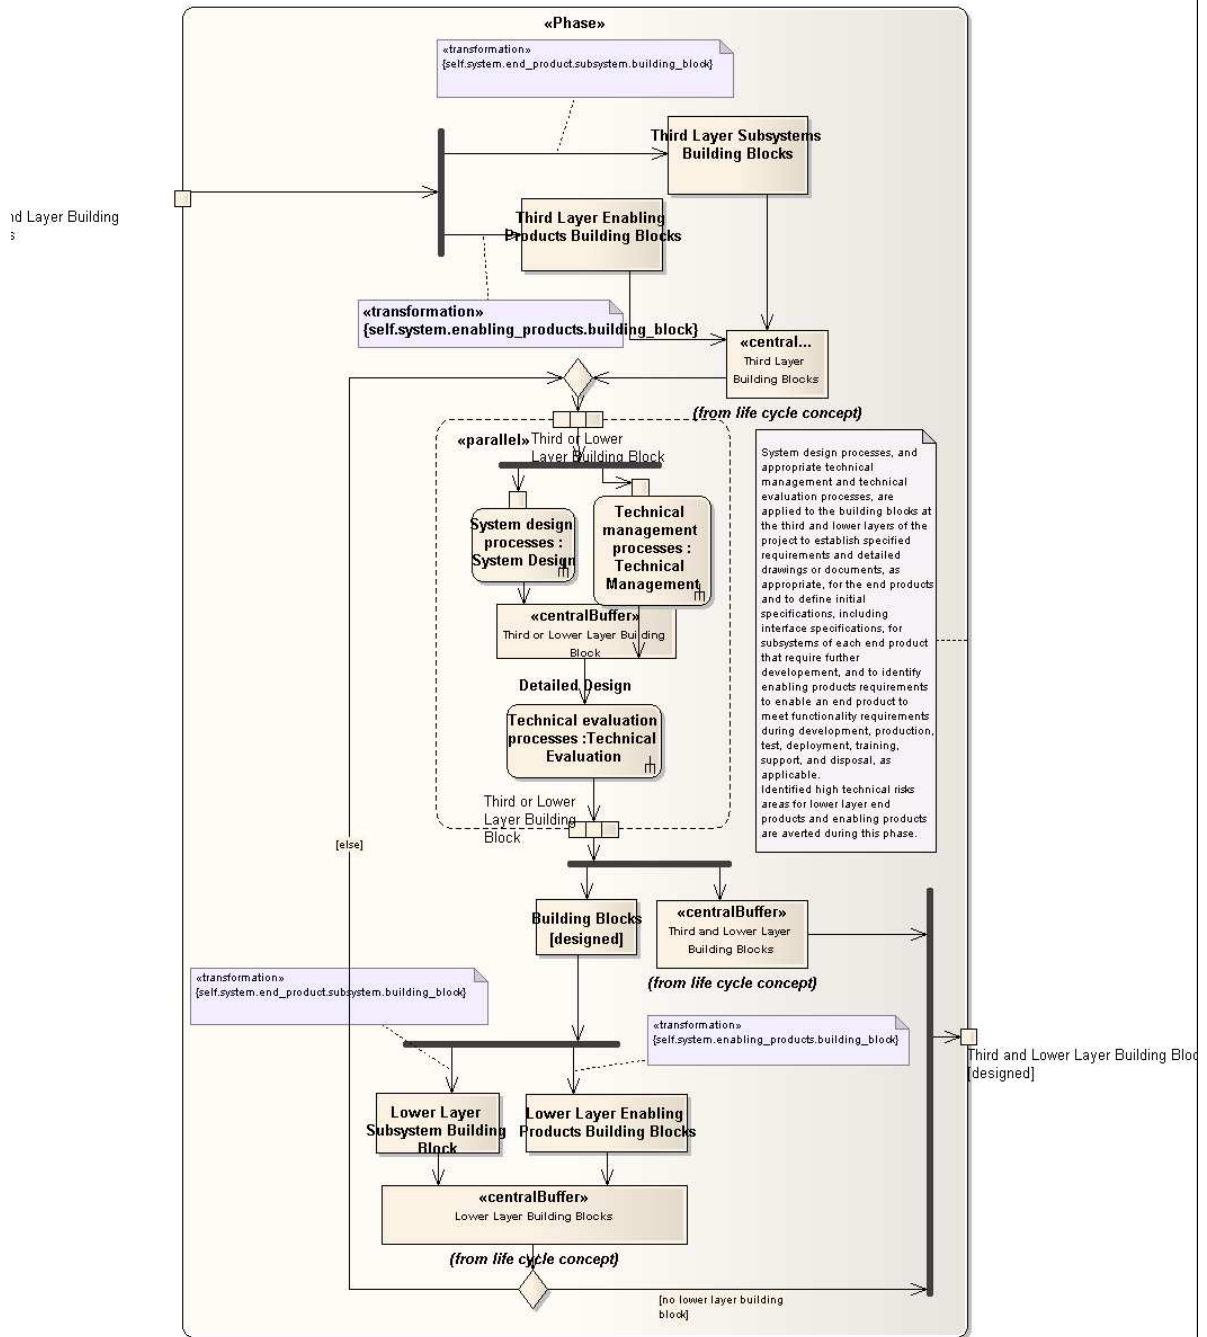 «Phase»
«transformation»
{self.system.end_product.subsystem.building_block}
Third Layer Subsystems
Building Blocks
nd Layer Building
s
Third Layer Enabling
Products Building Blocks
«transformation»
{self.system.enabling_products.building_block}
«central...
Third Layer
Building Blocks
(from life cycle concept)
«parallel»
Third or Lower
Layer Building Block
System design
processes :
System Design
Technical
management
processes :
Technical
Management
«centralBuffer»
Third or Lower Layer Building
Block
Detailed Design
Technical evaluation
processes :Technical
Evaluation
Third or Lower
Layer Building
Block
System design processes, and
appropriate technical
management and technical
evaluation processes, are
applied to the building blocks at
the third and lower layers of the
project to establish specified
requirements and detailed
drawings or documents, as
appropriate, for the end products
and to define initial
specifications, including
interface specifications, for
subsystems of each end product
that require further
developement, and to identify
enabling products requirements
to enable an end product to
meet functionality requirements
during development, production,
test, deployment, training,
support, and disposal, as
applicable.
Identified high technical risks
areas for lower layer end
products and enabling products
are averted during this phase.
[else]
Building Blocks
[designed]
«centralBuffer»
Third and Lower Layer
Building Blocks
(from life cycle concept)
«transformation»
{self.system.end_product.subsystem.building_block}
«transformation»
{self.system.enabling_products.building_block}
Third and Lower Layer Building Bloc
[designed]
Lower Layer
Subsystem Building
Block
Lower Layer Enabling
Products Building Blocks
«centralBuffer»
Lower Layer Building Blocks
(from life cycle concept)
[no lower layer building
block]